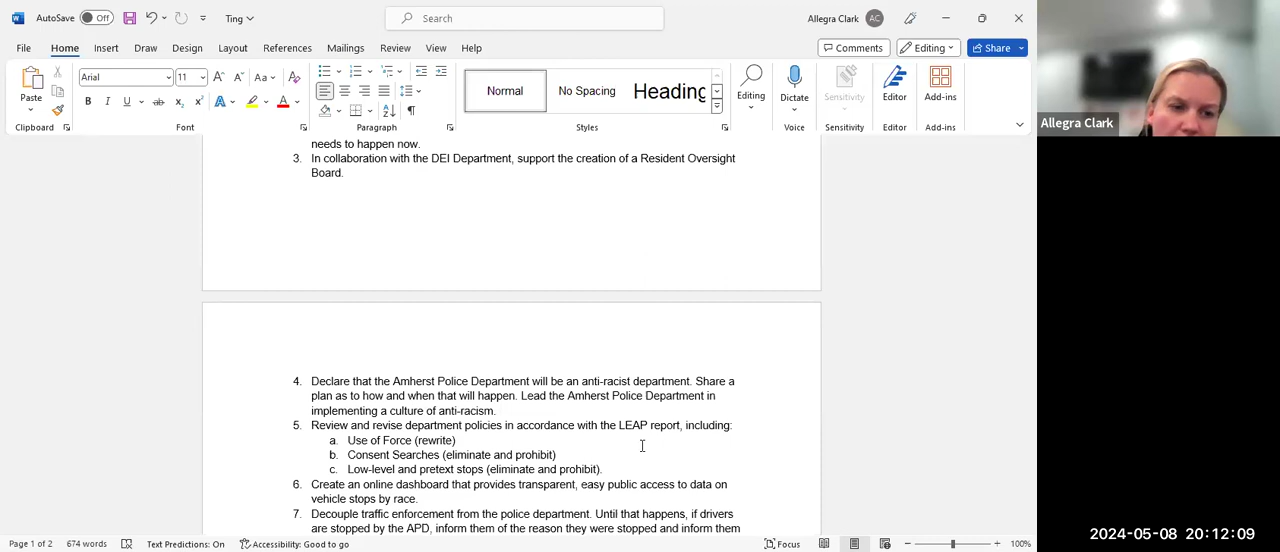 AutoSave Off Ting Search Allegra Clark AC
File Home Insert Draw Design Layout References Mailings Review View Help Comments Editing Share
Paste Arial 11 A A Aa A Normal No Spacing Heading Editing Dictate Sensitivity Editor Add-ins
B I U ab x₂ x² A A
Clipboard Font Paragraph Styles Voice Sensitivity Editor Add-ins
Allegra Clark
needs to happen now.
3. In collaboration with the DEI Department, support the creation of a Resident Oversight
Board.
4. Declare that the Amherst Police Department will be an anti-racist department. Share a
plan as to how and when that will happen. Lead the Amherst Police Department in
implementing a culture of anti-racism.
5. Review and revise department policies in accordance with the LEAP report, including:
a. Use of Force (rewrite)
b. Consent Searches (eliminate and prohibit)
c. Low-level and pretext stops (eliminate and prohibit).
6. Create an online dashboard that provides transparent, easy public access to data on
vehicle stops by race.
7. Decouple traffic enforcement from the police department. Until that happens, if drivers
are stopped by the APD, inform them of the reason they were stopped and inform them
Page 1 of 2 674 words Text Predictions: On Accessibility: Good to go Focus 100%
2024-05-08 20:12:09